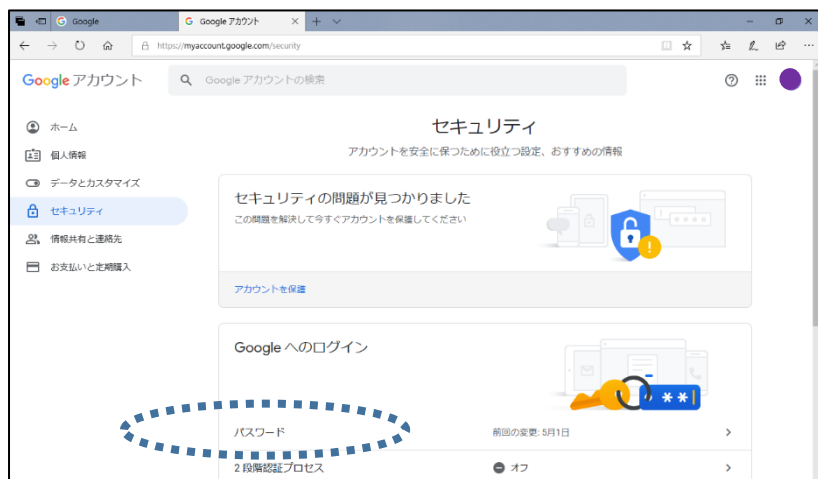 Google
Google アカウント
https://myaccount.google.com/security
Google アカウント
Google アカウントの検索
ホーム
個人情報
データとカスタマイズ
セキュリティ
情報共有と連絡先
お支払いと定期購入
セキュリティ
アカウントを安全に保つために役立つ設定、おすすめの情報
セキュリティの問題が見つかりました
この問題を解決して今すぐアカウントを保護してください
アカウントを保護
Google へのログイン
**
パスワード 前回の変更: 5月1日
2 段階認証プロセス オフ